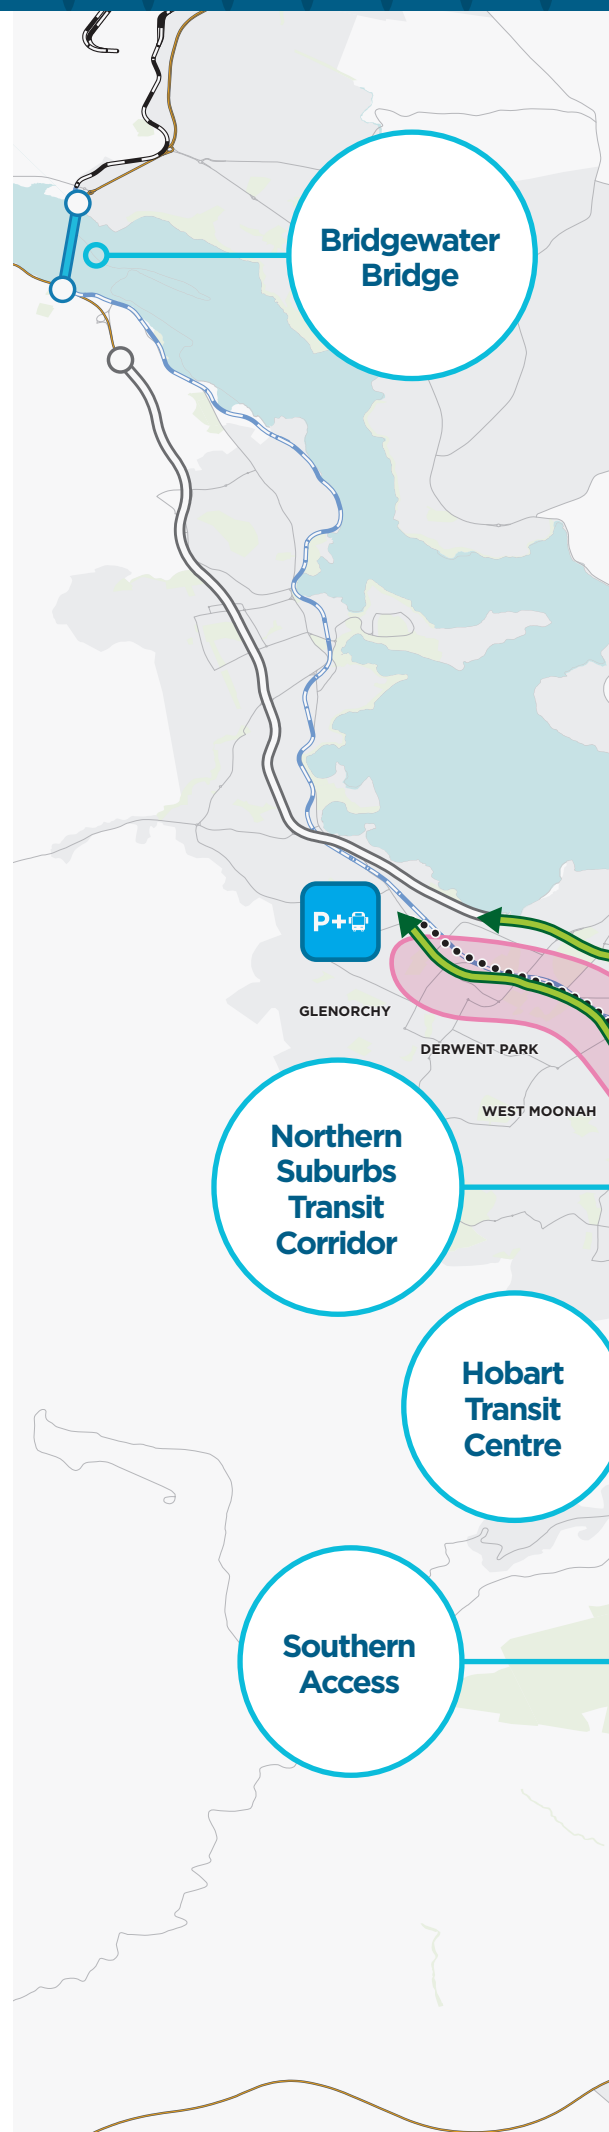 Bridgewater
Bridge
P+
GLENORCHY
DERWENT PARK
WEST MOONAH
Northern
Suburbs
Transit
Corridor
Hobart
Transit
Centre
Southern
Access